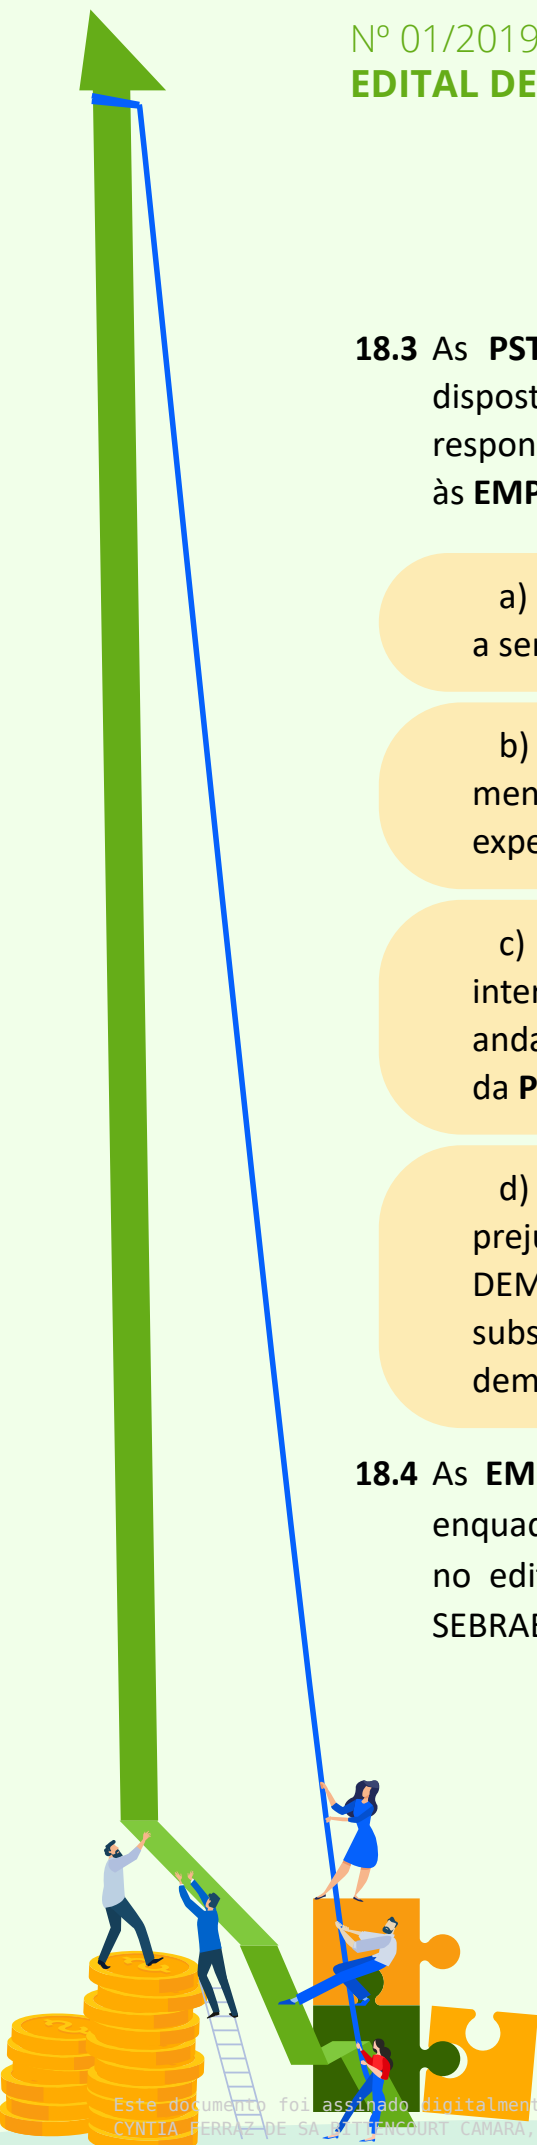 Nº 01/2019
EDITAL DE
18.3 As PST
dispost
respon
às EMP
a)
a ser
b)
men
expe
c)
inter
anda
da P
d)
preju
DEM
subs
dem
18.4 As EM
enquad
no edit
SEBRAE
Este documento foi assinado digitalment
CYNTIA FERRAZ DE SA BITTENCOURT CAMARA,